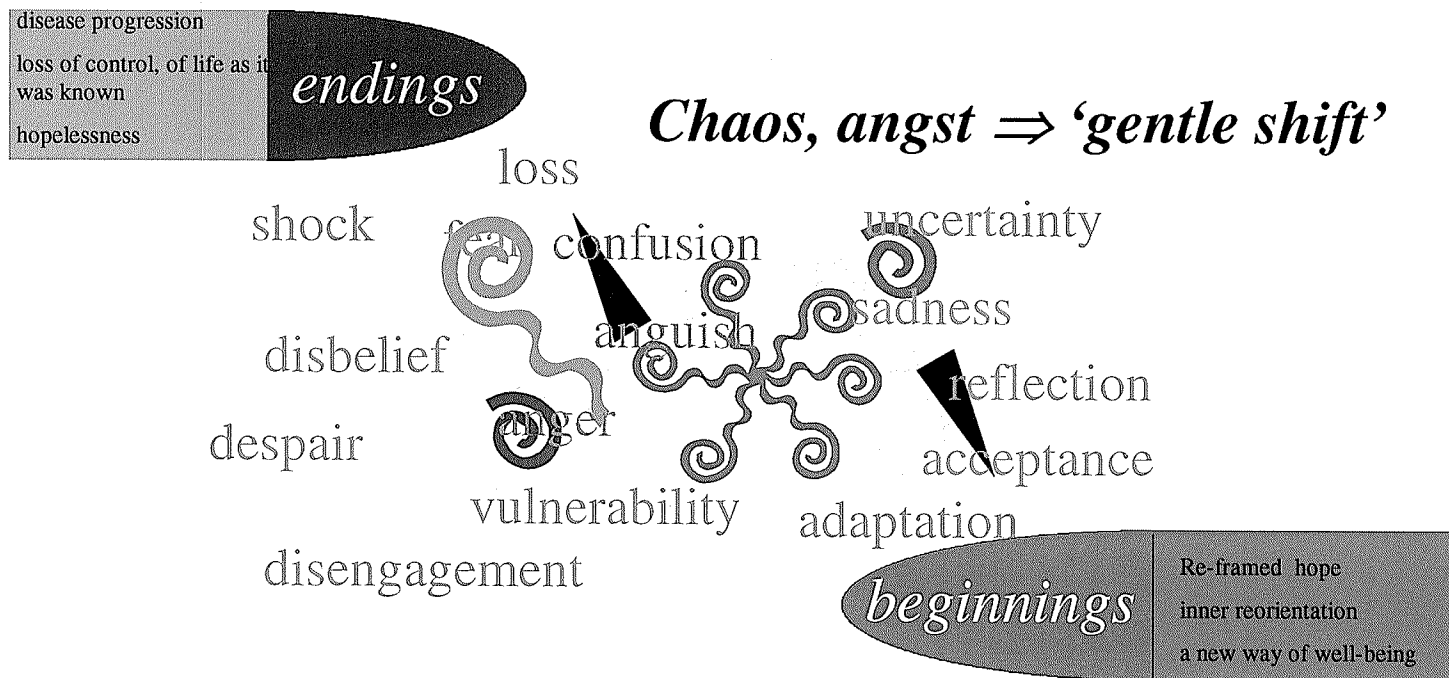 disease progression
loss of control, of life as it
was known
hopelessness
endings
Chaos, angst ⇒ ‘gentle shift’
loss
shock
fear
confusion
uncertainty
anguish
sadness
disbelief
reflection
anger
despair
acceptance
vulnerability
adaptation
disengagement
beginnings
Re-framed hope
inner reorientation
a new way of well-being